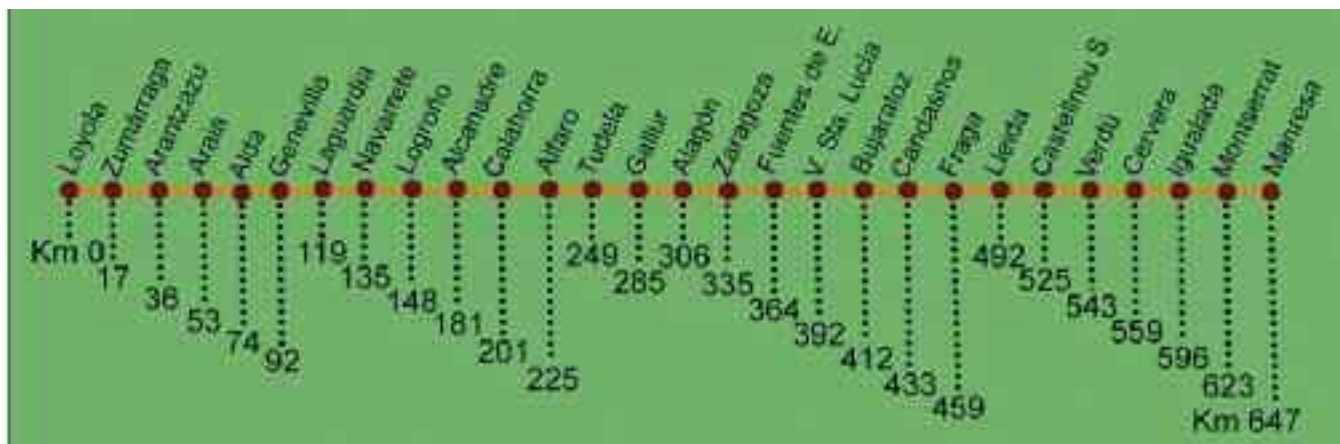 Loyola
Zumárraga
Arantzazu
Araia
Alda
Genevilla
Laguardia
Navarrete
Logroño
Alcanadre
Calahorra
Alfaro
Tudela
Gallur
Alagón
Zaragoza
Fuentes de E.
V. Sta. Lucía
Bujaraloz
Candasnos
Fraga
Lleida
Castellnou S.
Verdú
Cervera
Igualada
Montserrat
Manresa
Km 0
17
36
53
74
92
119
135
148
181
201
225
249
285
306
335
364
392
412
433
459
492
525
543
559
596
623
Km 647